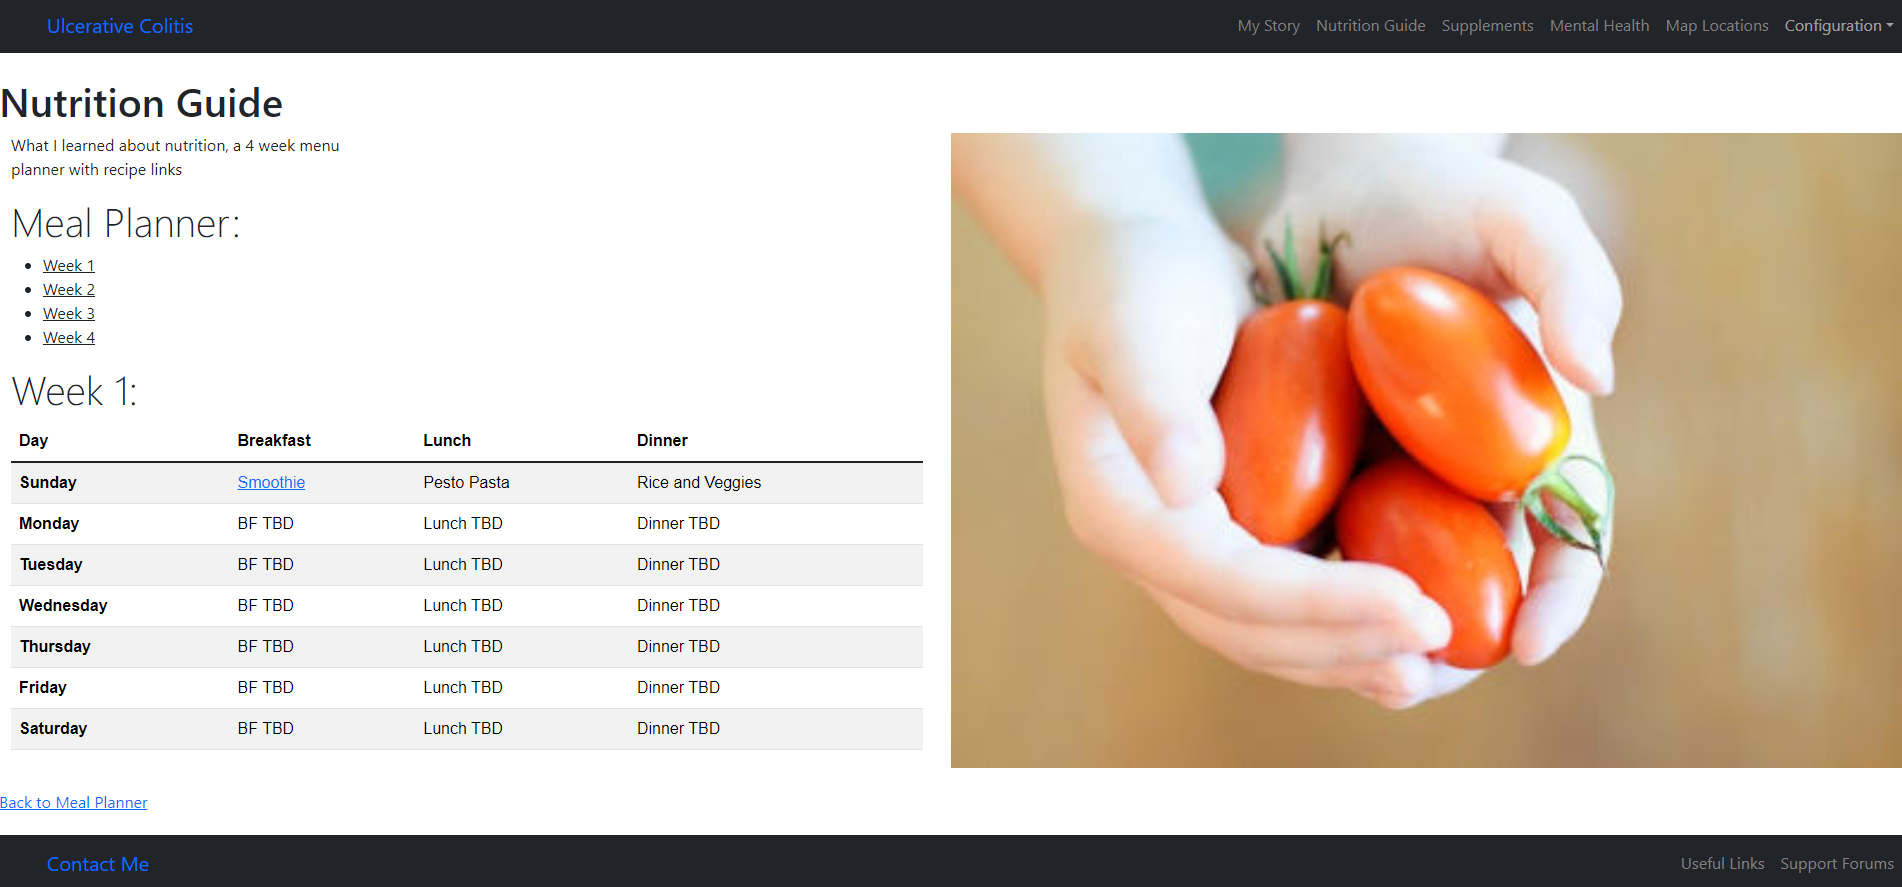 Ulcerative Colitis My Story Nutrition Guide Supplements Mental Health Map Locations Configuration
Nutrition Guide
What I learned about nutrition, a 4 week menu
planner with recipe links
Meal Planner:
Week 1
Week 2
Week 3
Week 4
Week 1:
Day Breakfast Lunch Dinner
Sunday Smoothie Pesto Pasta Rice and Veggies
Monday BF TBD Lunch TBD Dinner TBD
Tuesday BF TBD Lunch TBD Dinner TBD
Wednesday BF TBD Lunch TBD Dinner TBD
Thursday BF TBD Lunch TBD Dinner TBD
Friday BF TBD Lunch TBD Dinner TBD
Saturday BF TBD Lunch TBD Dinner TBD
Back to Meal Planner
Contact Me Useful Links Support Forums